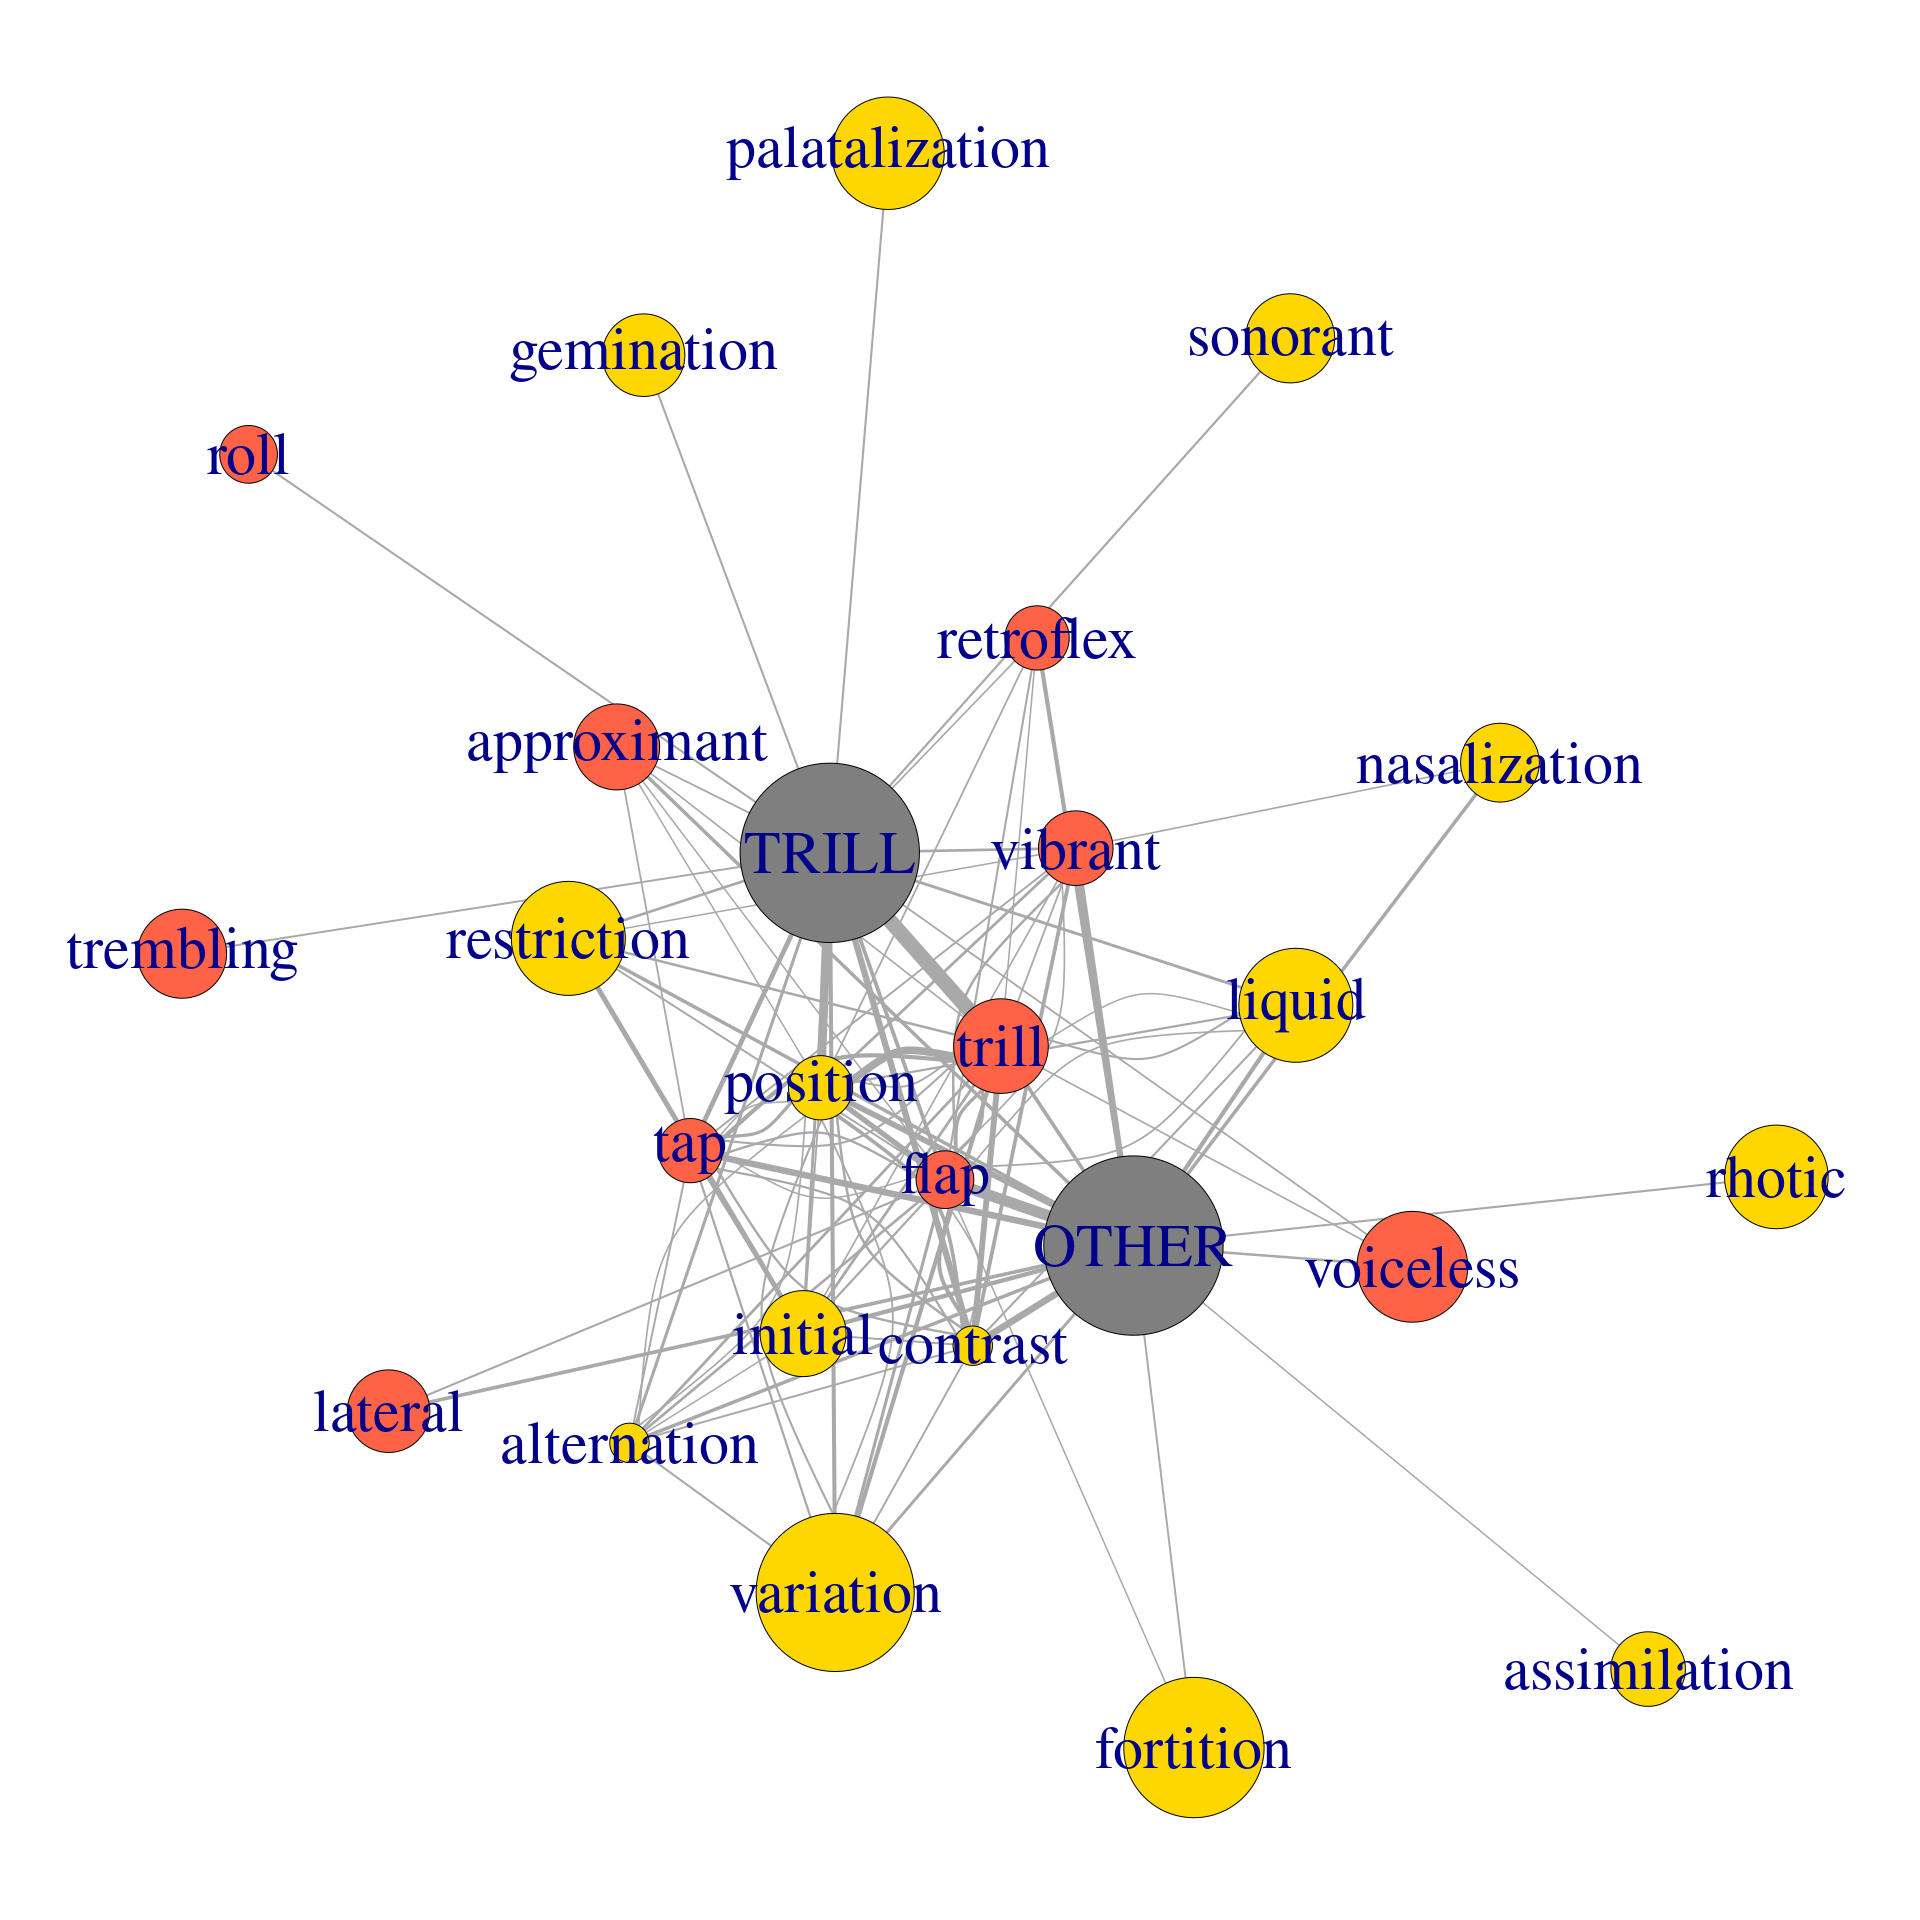 palatalization
sonorant
gemination
roll
retroflex
approximant
nasalization
TRILL
vibrant
restriction
trembling
liquid
trill
position
tap
flap
rhotic
OTHER
voiceless
initial
contrast
lateral
alternation
variation
assimilation
fortition